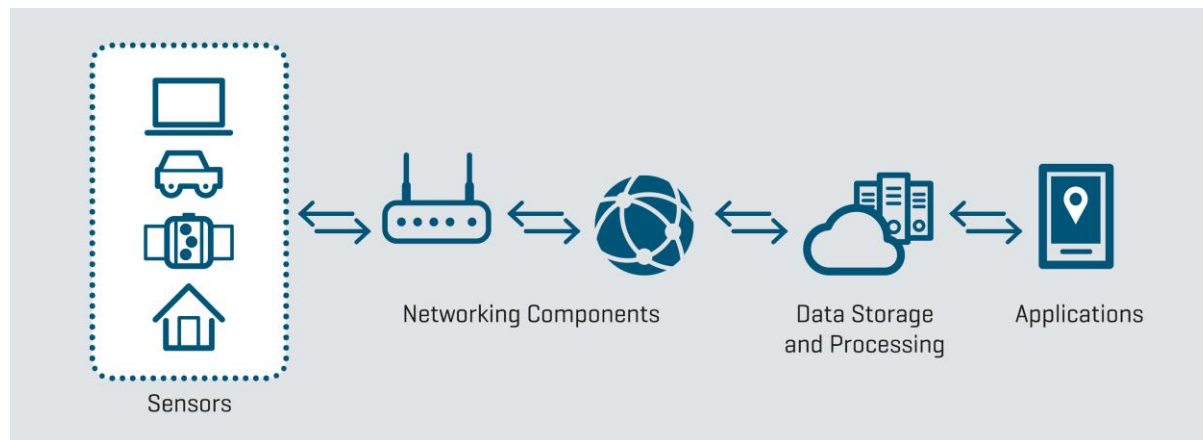 Networking Components
Data Storage
and Processing
Applications
Sensors